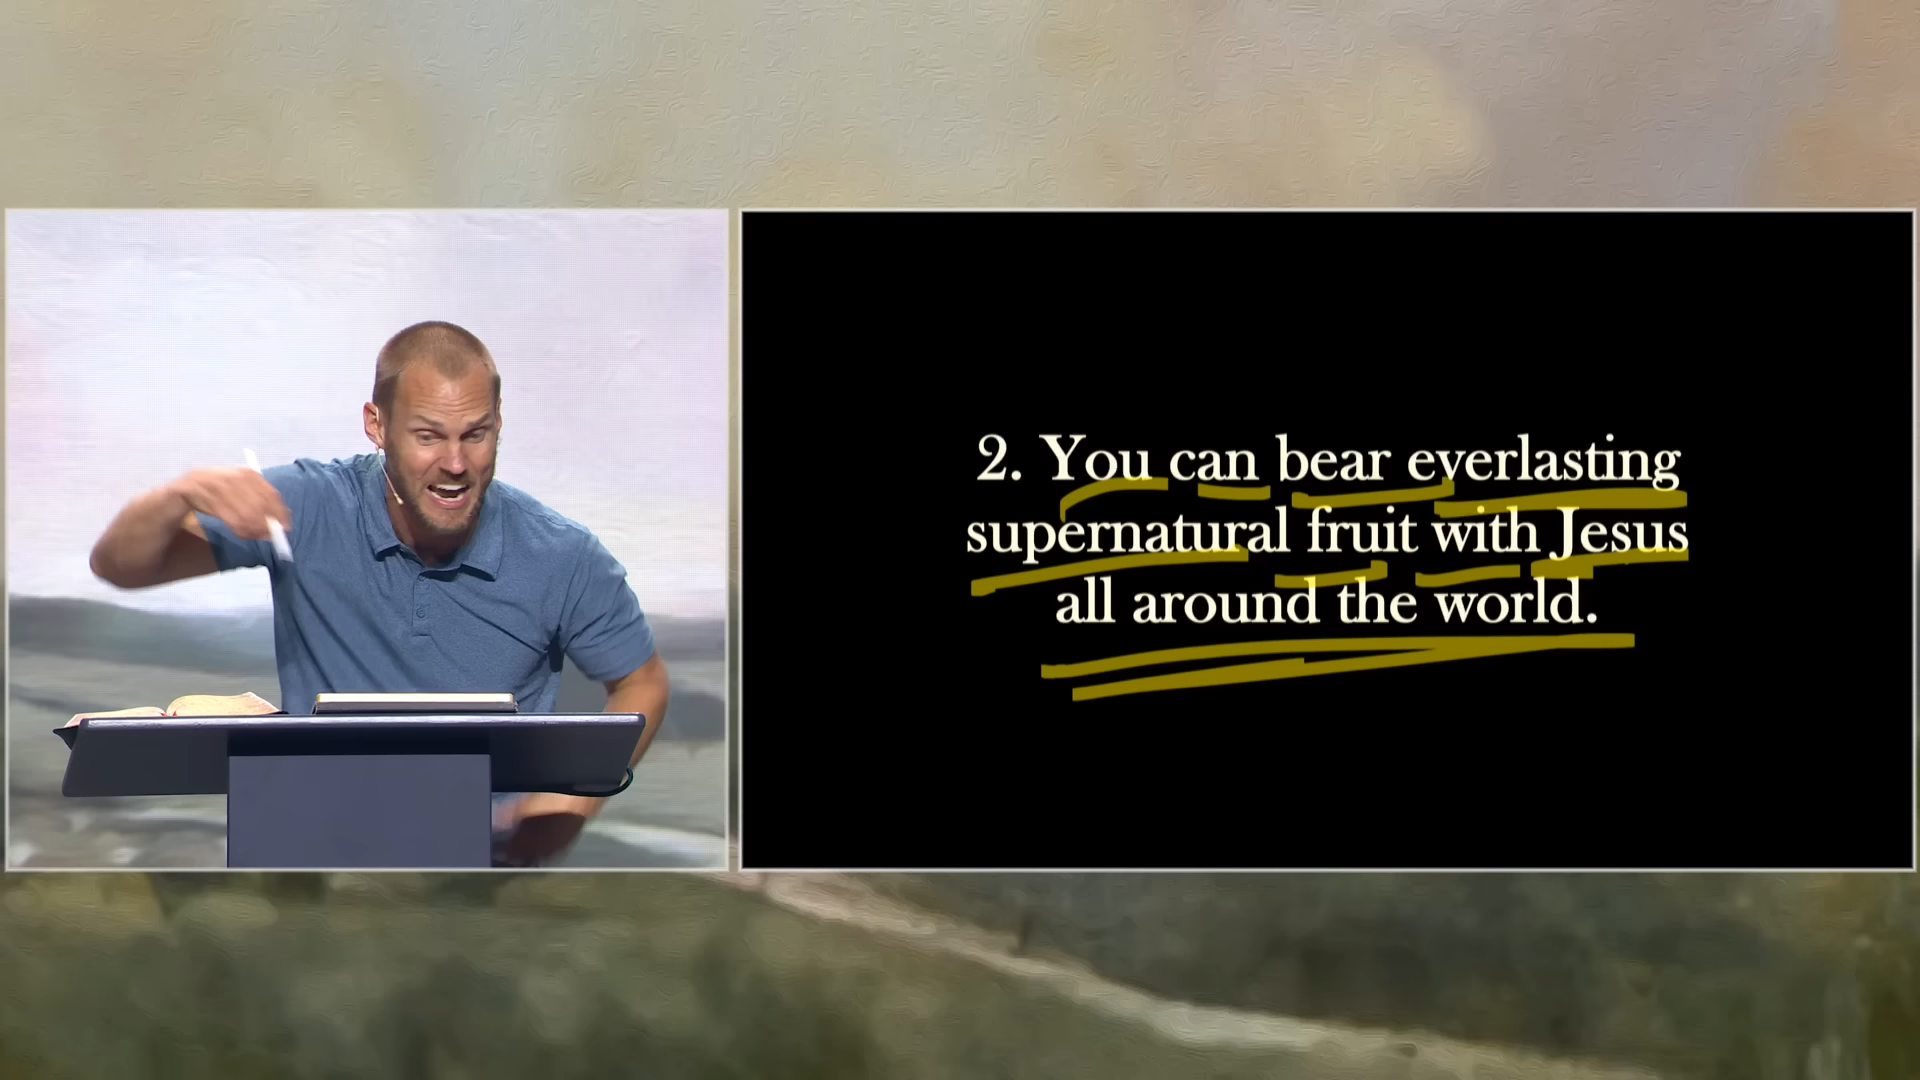 2. You can bear everlasting
supernatural fruit with Jesus
all around the world.